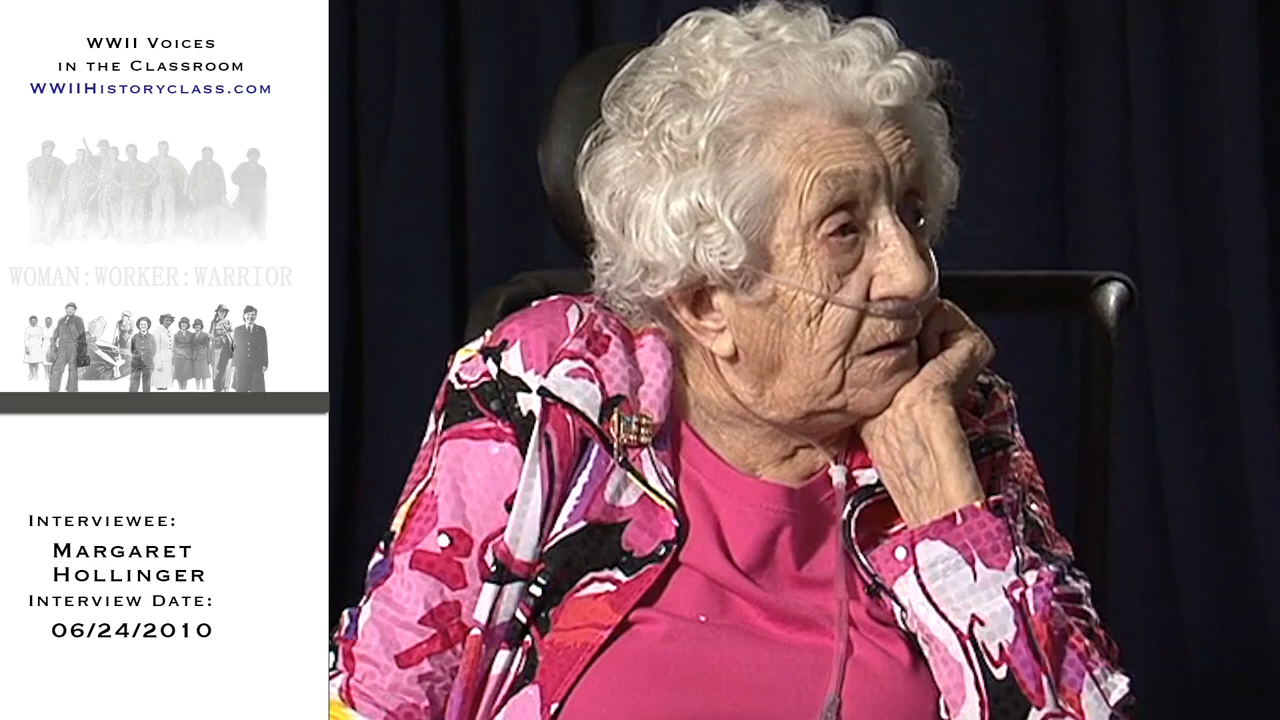 WWII Voices
in the Classroom
WWIIHistoryclass.com
WOMAN:WORKER:WARRIOR
Interviewee:
Margaret
Hollinger
Interview Date:
06/24/2010